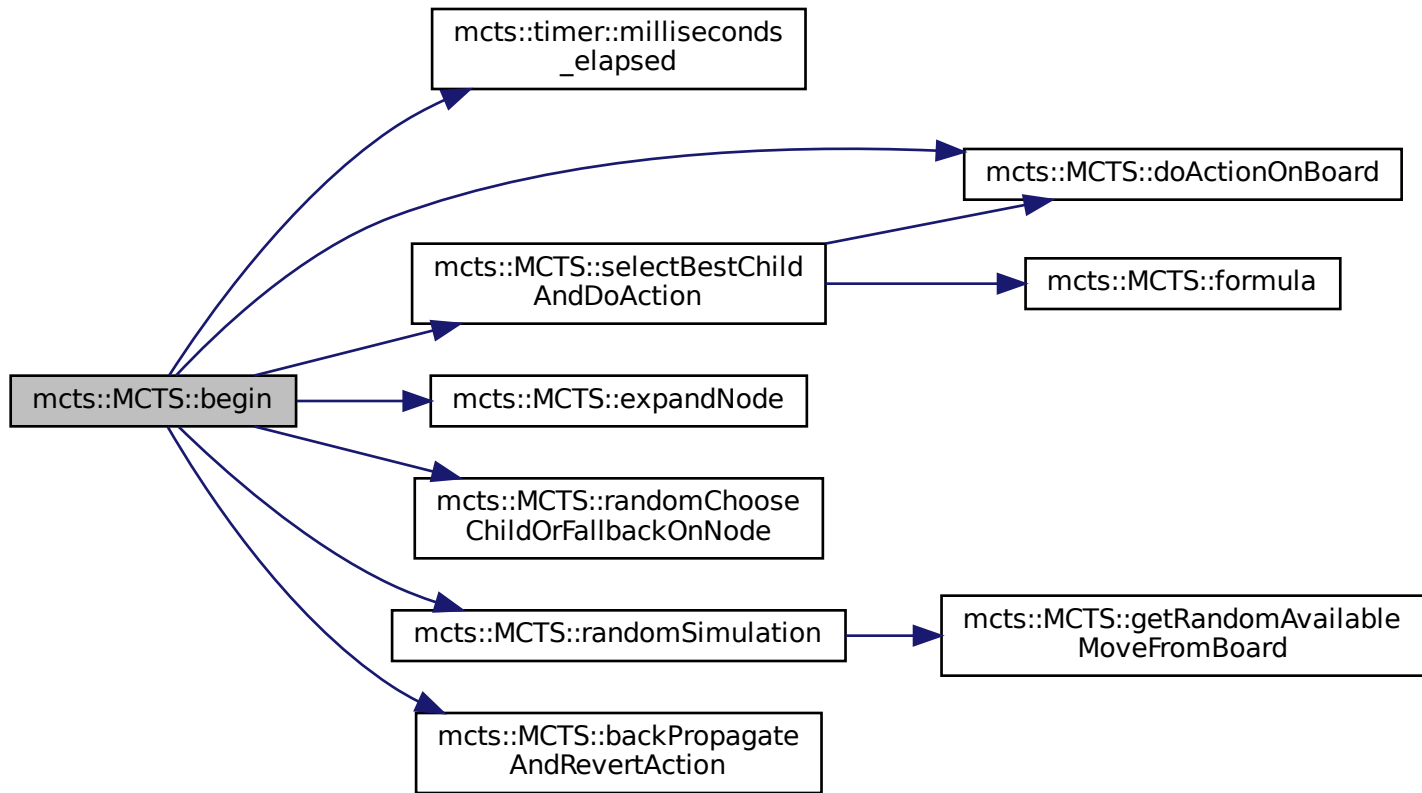 mcts::timer::milliseconds
_elapsed
mcts::MCTS::doActionOnBoard
mcts::MCTS::selectBestChild
AndDoAction
mcts::MCTS::formula
mcts::MCTS::begin
mcts::MCTS::expandNode
mcts::MCTS::randomChoose
ChildOrFallbackOnNode
mcts::MCTS::randomSimulation
mcts::MCTS::getRandomAvailable
MoveFromBoard
mcts::MCTS::backPropagate
AndRevertAction